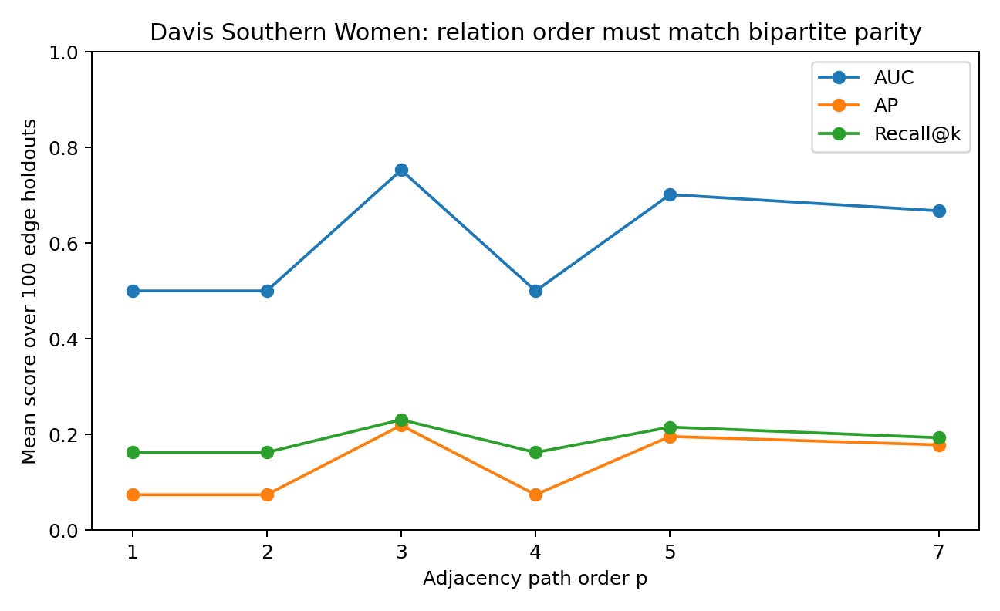 Davis Southern Women: relation order must match bipartite parity
1.0
0.8
0.6
0.4
0.2
0.0
Mean score over 100 edge holdouts
AUC
AP
Recall@k
1 2 3 4 5 7
Adjacency path order p